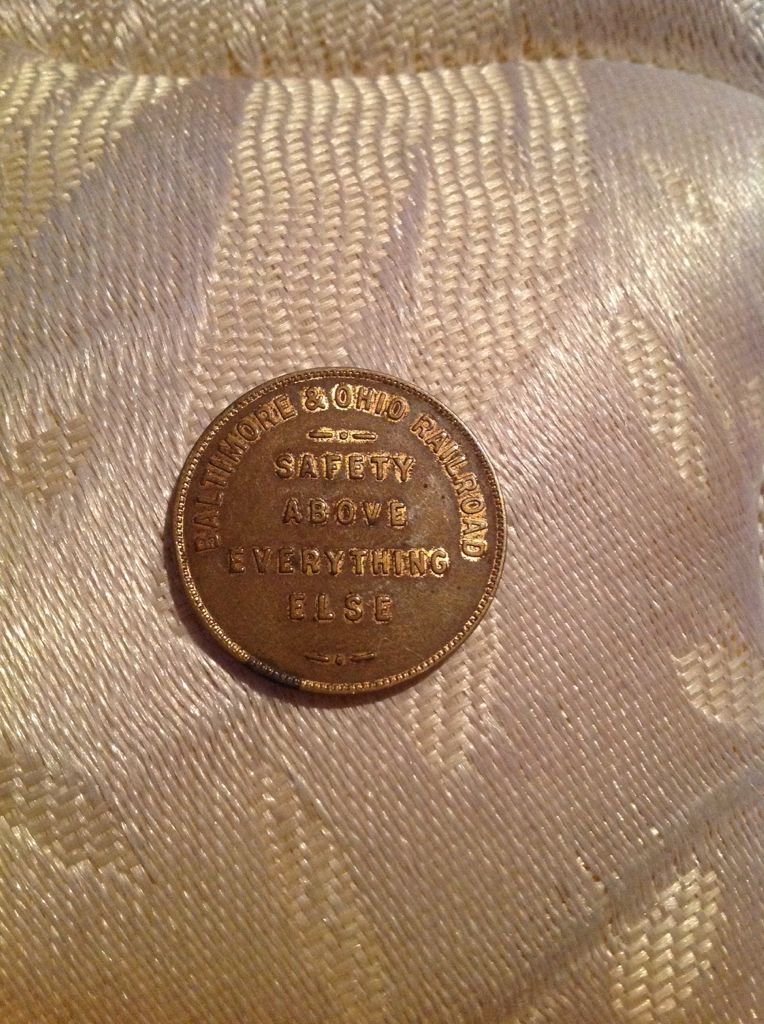 BALTIMORE & OHIO RAILROAD
SAFETY
ABOVE
EVERYTHING
ELSE